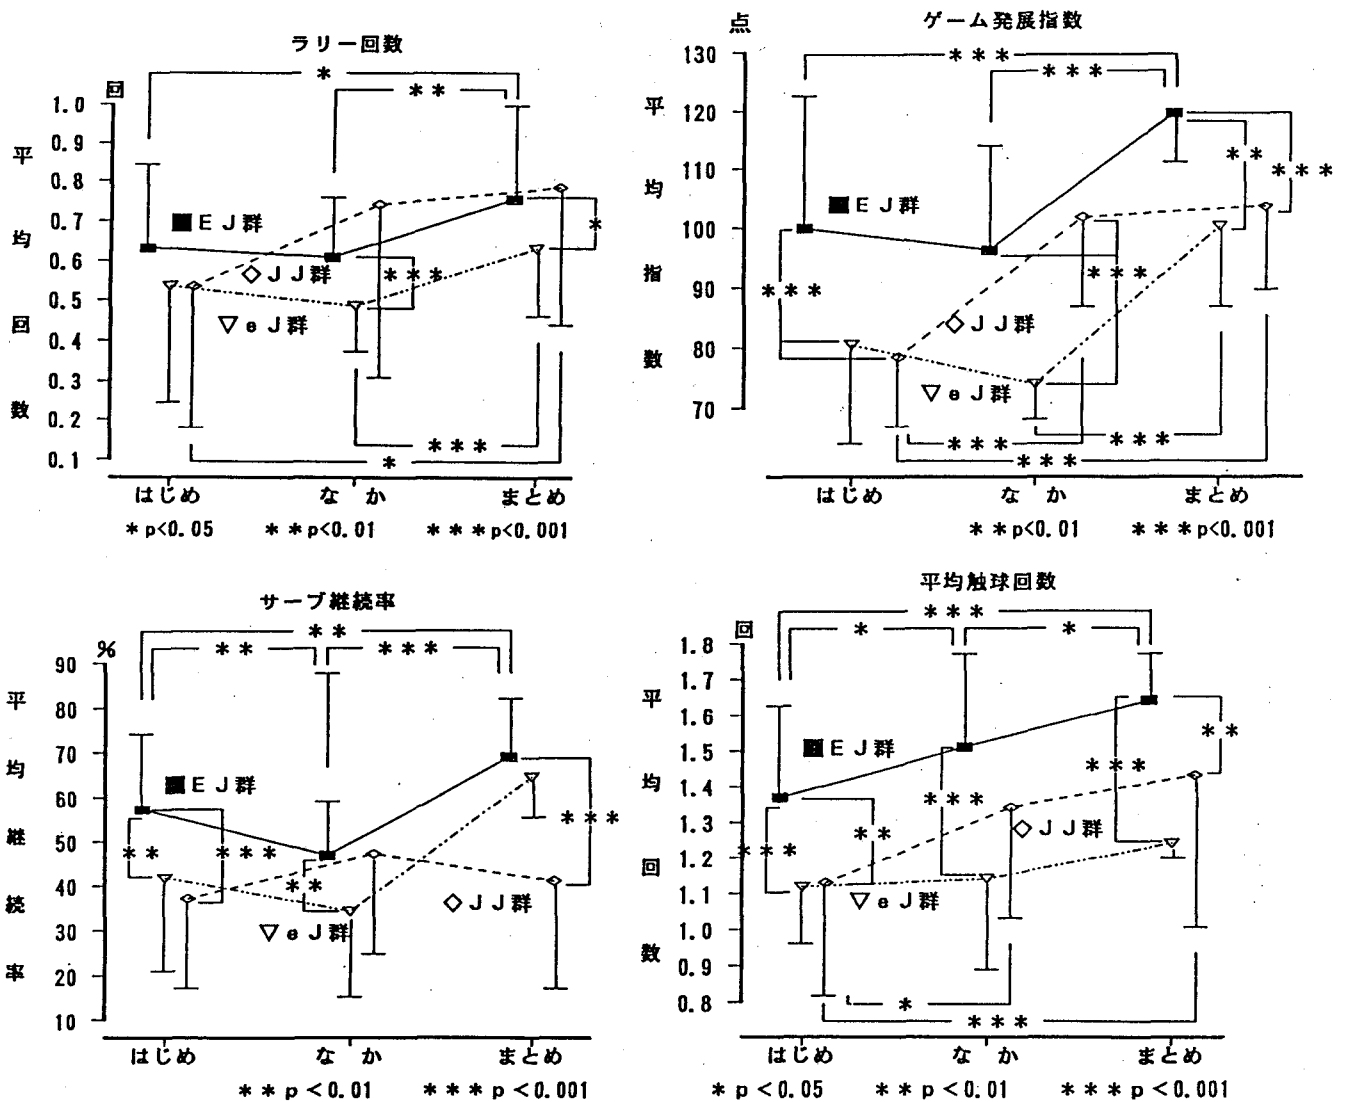 ラリー回数
回
平均回数
1.0
0.9
0.8
0.7
0.6
0.5
0.4
0.3
0.2
0.1
*
**
*
***
***
*
■EJ群
◇JJ群
▽eJ群
はじめ なか まとめ
*p<0.05 **p<0.01 ***p<0.001
ゲーム発展指数
点
平均指数
130
120
110
100
90
80
70
***
***
**
***
***
***
***
***
***
■EJ群
◇JJ群
▽eJ群
はじめ なか まとめ
**p<0.01 ***p<0.001
サーブ継続率
%
平均継続率
90
80
70
60
50
40
30
20
10
**
**
***
**
***
**
***
■EJ群
◇JJ群
▽eJ群
はじめ なか まとめ
**p<0.01 ***p<0.001
平均触球回数
回
平均回数
1.8
1.7
1.6
1.5
1.4
1.3
1.2
1.1
1.0
0.9
0.8
***
*
*
**
***
***
***
**
*
***
■EJ群
◇JJ群
▽eJ群
はじめ なか まとめ
*p<0.05 **p<0.01 ***p<0.001